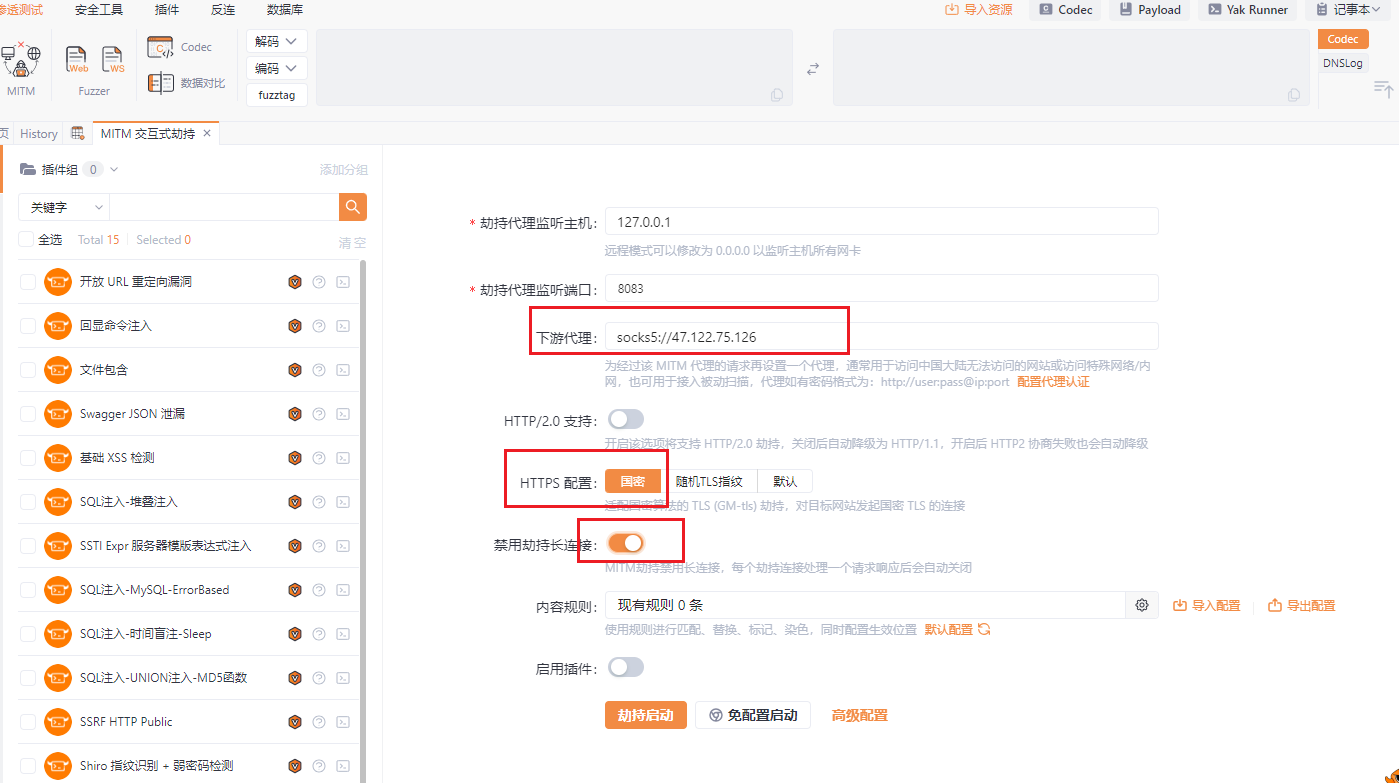 渗透测试 安全工具 插件 反连 数据库 导入资源 Codec Payload Yak Runner 记事本
Codec
解码
编码
fuzztag
数据对比
Web
WS
MITM
Fuzzer
Codec
DNSLog
页 History MITM 交互式劫持 ×
插件组 0 添加分组
关键字
全选 Total 15 Selected 0 清空
开放 URL 重定向漏洞
回显命令注入
文件包含
Swagger JSON 泄漏
基础 XSS 检测
SQL注入-堆叠注入
SSTI Expr 服务器模版表达式注入
SQL注入-MySQL-ErrorBased
SQL注入-时间盲注-Sleep
SQL注入-UNION注入-MD5函数
SSRF HTTP Public
Shiro 指纹识别 + 弱密码检测
* 劫持代理监听主机: 127.0.0.1
远程模式可以修改为 0.0.0.0 以监听主机所有网卡
* 劫持代理监听端口: 8083
下游代理: socks5://47.122.75.126
为经过该 MITM 代理的请求再设置一个代理，通常用于访问中国大陆无法访问的网站或访问特殊网络/内
网，也可用于接入被动扫描，代理如有密码格式为：http://user:pass@ip:port 配置代理认证
HTTP/2.0 支持:
开启该选项将支持 HTTP/2.0 劫持，关闭后自动降级为 HTTP/1.1，开启后 HTTP2 协商失败也会自动降级
HTTPS 配置: 国密 随机TLS指纹 默认
适配国密算法的 TLS (GM-tls) 劫持，对目标网站发起国密 TLS 的连接
禁用劫持长连接:
MITM劫持禁用长连接，每个劫持连接处理一个请求响应后会自动关闭
内容规则: 现有规则 0 条 导入配置 导出配置
使用规则进行匹配、替换、标记、染色，同时配置生效位置 默认配置
启用插件:
劫持启动 免配置启动 高级配置